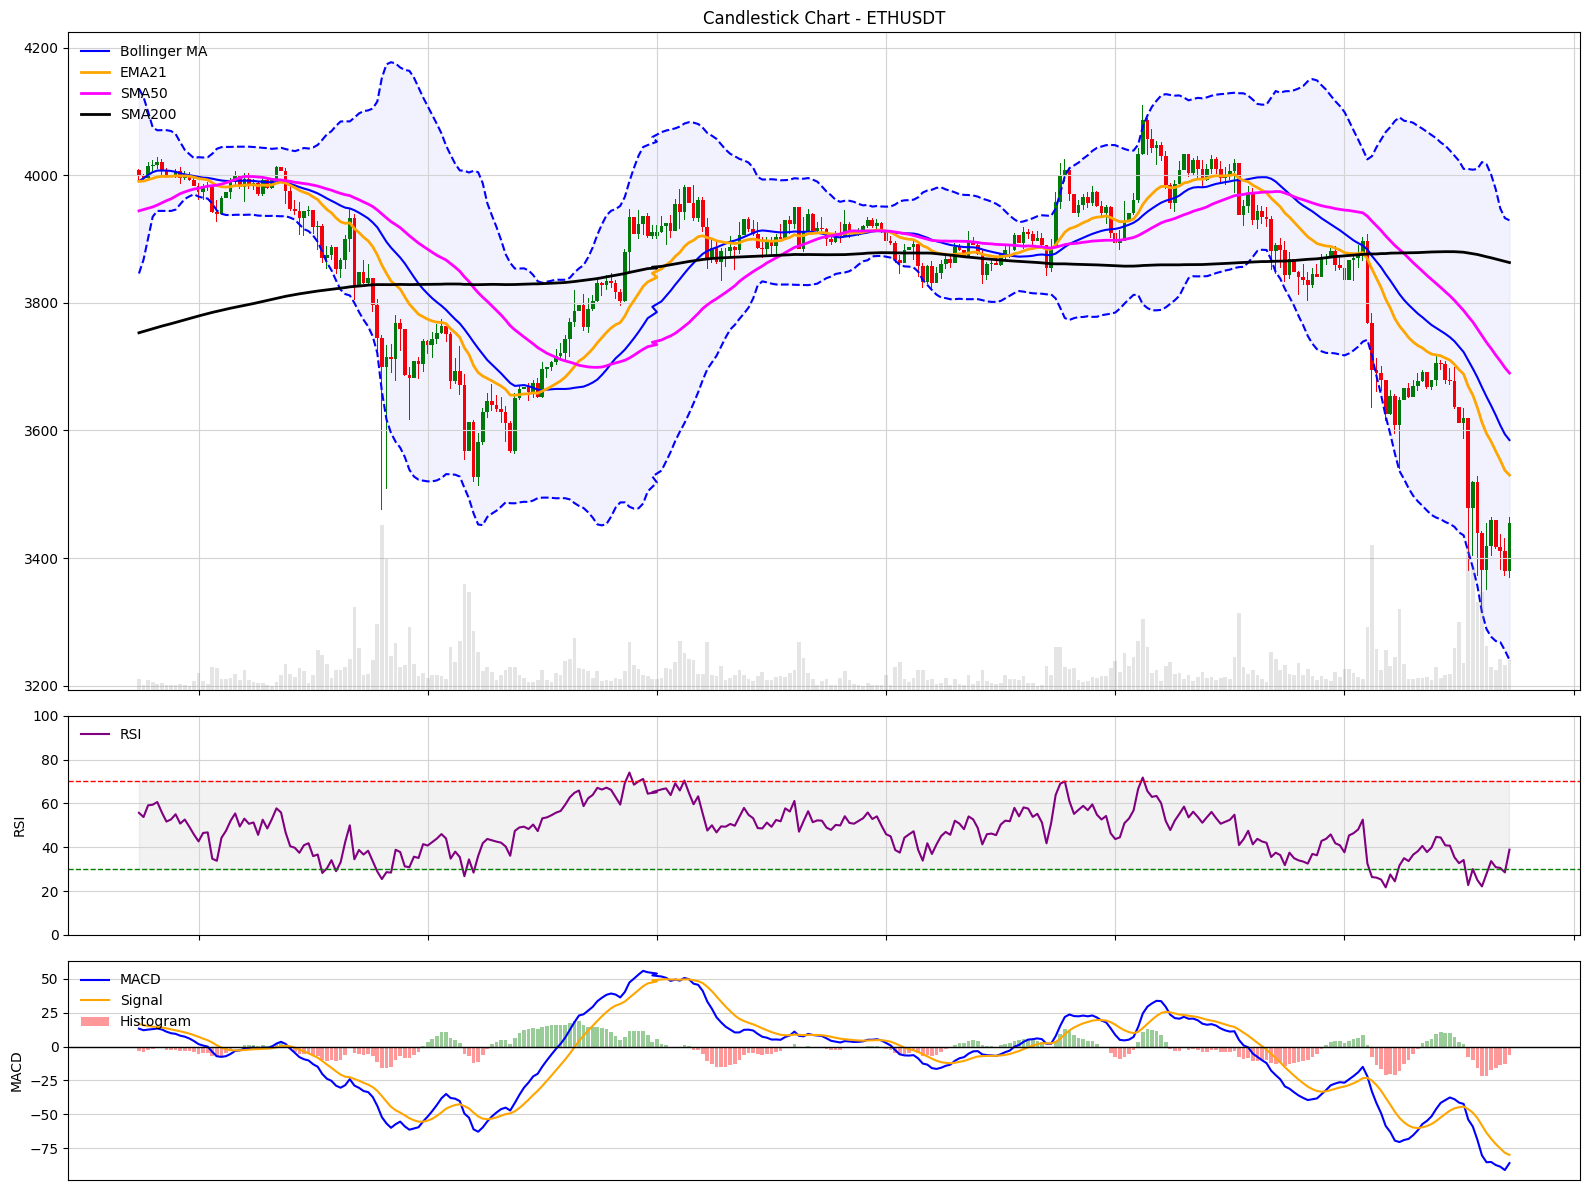 Candlestick Chart - ETHUSDT
4200
4000
3800
3600
3400
3200
Bollinger MA
EMA21
SMA50
SMA200
100
80
60
40
20
0
RSI
RSI
50
25
0
−25
−50
−75
MACD
MACD
Signal
Histogram